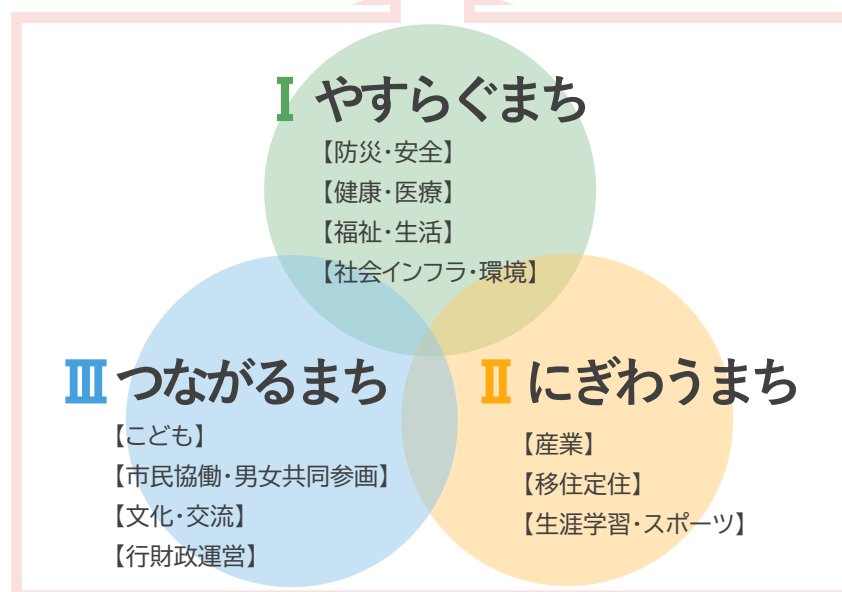 Ⅰ やすらぐまち
【防災・安全】
【健康・医療】
【福祉・生活】
【社会インフラ・環境】
Ⅲ つながるまち
【こども】
【市民協働・男女共同参画】
【文化・交流】
【行財政運営】
Ⅱ にぎわうまち
【産業】
【移住定住】
【生涯学習・スポーツ】